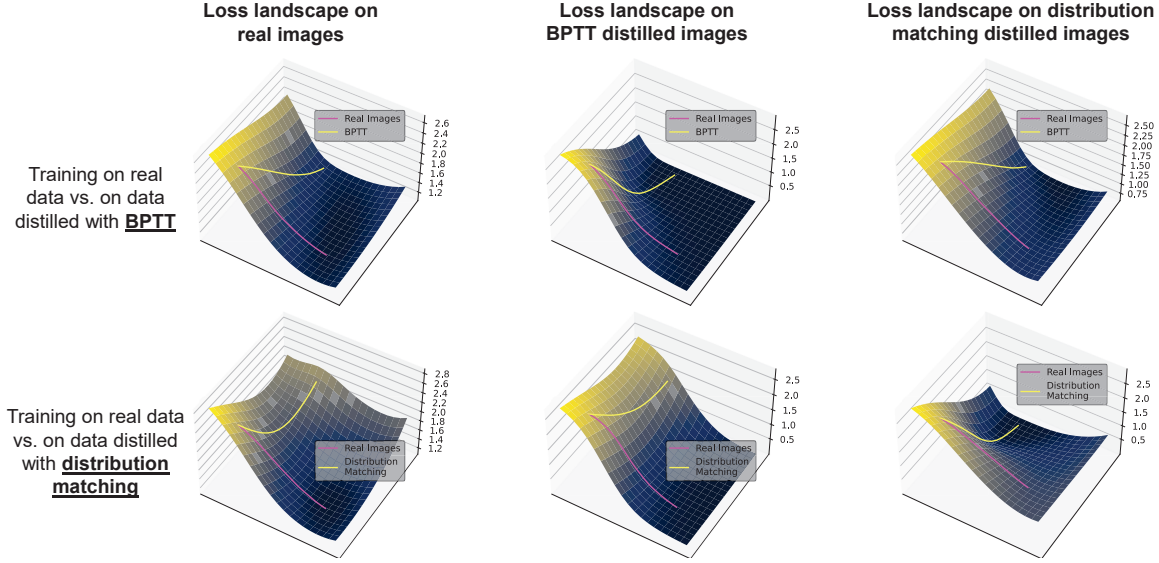 Loss landscape on
real images
Loss landscape on
BPTT distilled images
Loss landscape on distribution
matching distilled images
Training on real
data vs. on data
distilled with BPTT
Real Images
BPTT
2.6
2.4
2.2
2.0
1.8
1.6
1.4
1.2
Real Images
BPTT
2.5
2.0
1.5
1.0
0.5
Real Images
BPTT
2.50
2.25
2.00
1.75
1.50
1.25
1.00
0.75
Training on real data
vs. on data distilled
with distribution
matching
2.8
2.6
2.4
2.2
2.0
1.8
1.6
1.4
1.2
Real Images
Distribution
Matching
2.5
2.0
1.5
1.0
0.5
Real Images
Distribution
Matching
Real Images
Distribution
Matching
2.5
2.0
1.5
1.0
0.5